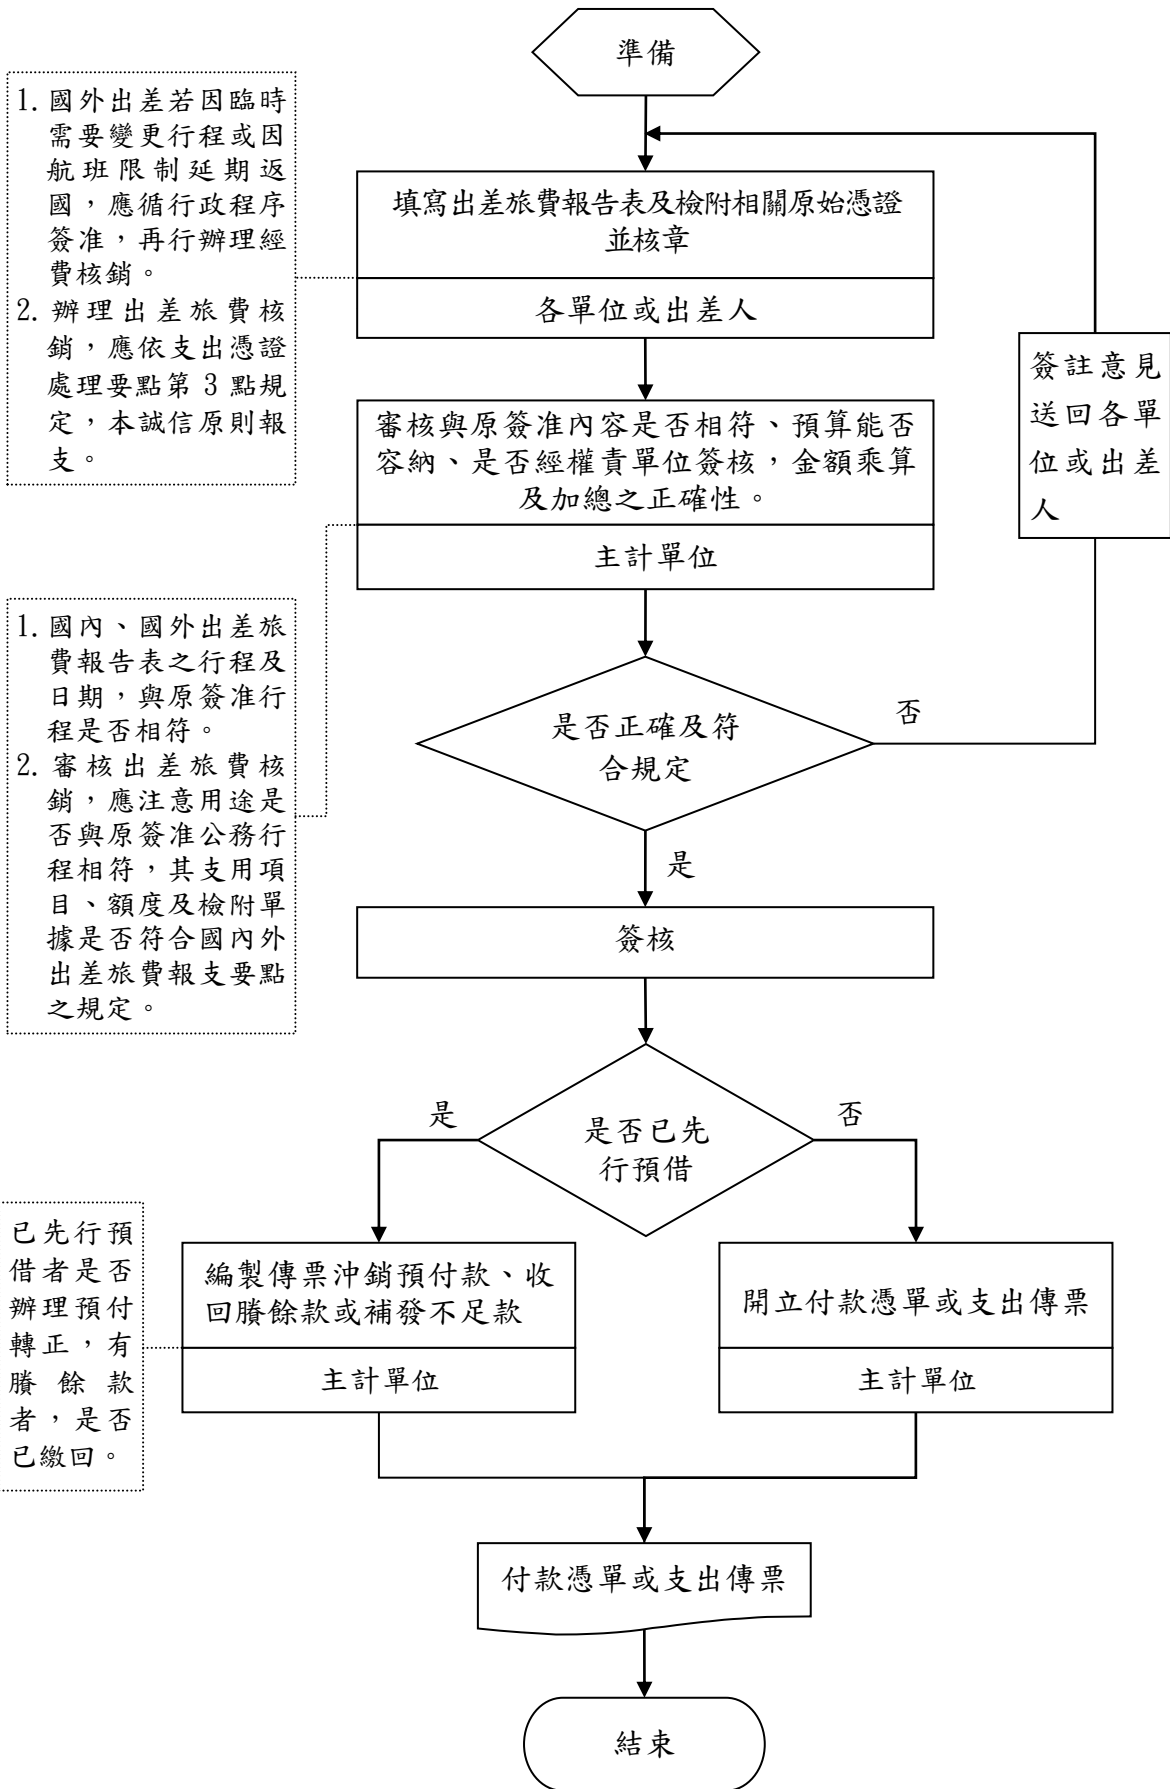 準備
1. 國外出差若因臨時
需要變更行程或因
航班限制延期返
國，應循行政程序
簽准，再行辦理經
費核銷。
2. 辦理出差旅費核
銷，應依支出憑證
處理要點第 3 點規
定，本誠信原則報
支。
填寫出差旅費報告表及檢附相關原始憑證
並核章
各單位或出差人
審核與原簽准內容是否相符、預算能否
容納、是否經權責單位簽核，金額乘算
及加總之正確性。
主計單位
簽註意見
送回各單
位或出差
人
1. 國內、國外出差旅
費報告表之行程及
日期，與原簽准行
程是否相符。
2. 審核出差旅費核
銷，應注意用途是
否與原簽准公務行
程相符，其支用項
目、額度及檢附單
據是否符合國內外
出差旅費報支要點
之規定。
是否正確及符
合規定
否
是
簽核
是否已先
行預借
是
否
已先行預
借者是否
辦理預付
轉正，有
賸餘款
者，是否
已繳回。
編製傳票沖銷預付款、收
回賸餘款或補發不足款
主計單位
開立付款憑單或支出傳票
主計單位
付款憑單或支出傳票
結束